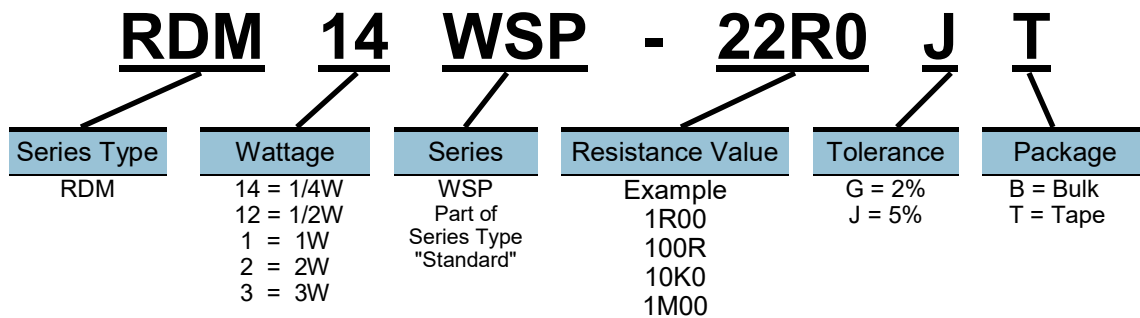 RDM 14 WSP - 22R0 J T
Series Type
RDM
Wattage
14 = 1/4W
12 = 1/2W
1 = 1W
2 = 2W
3 = 3W
Series
WSP
Part of
Series Type
"Standard"
Resistance Value
Example
1R00
100R
10K0
1M00
Tolerance
G = 2%
J = 5%
Package
B = Bulk
T = Tape